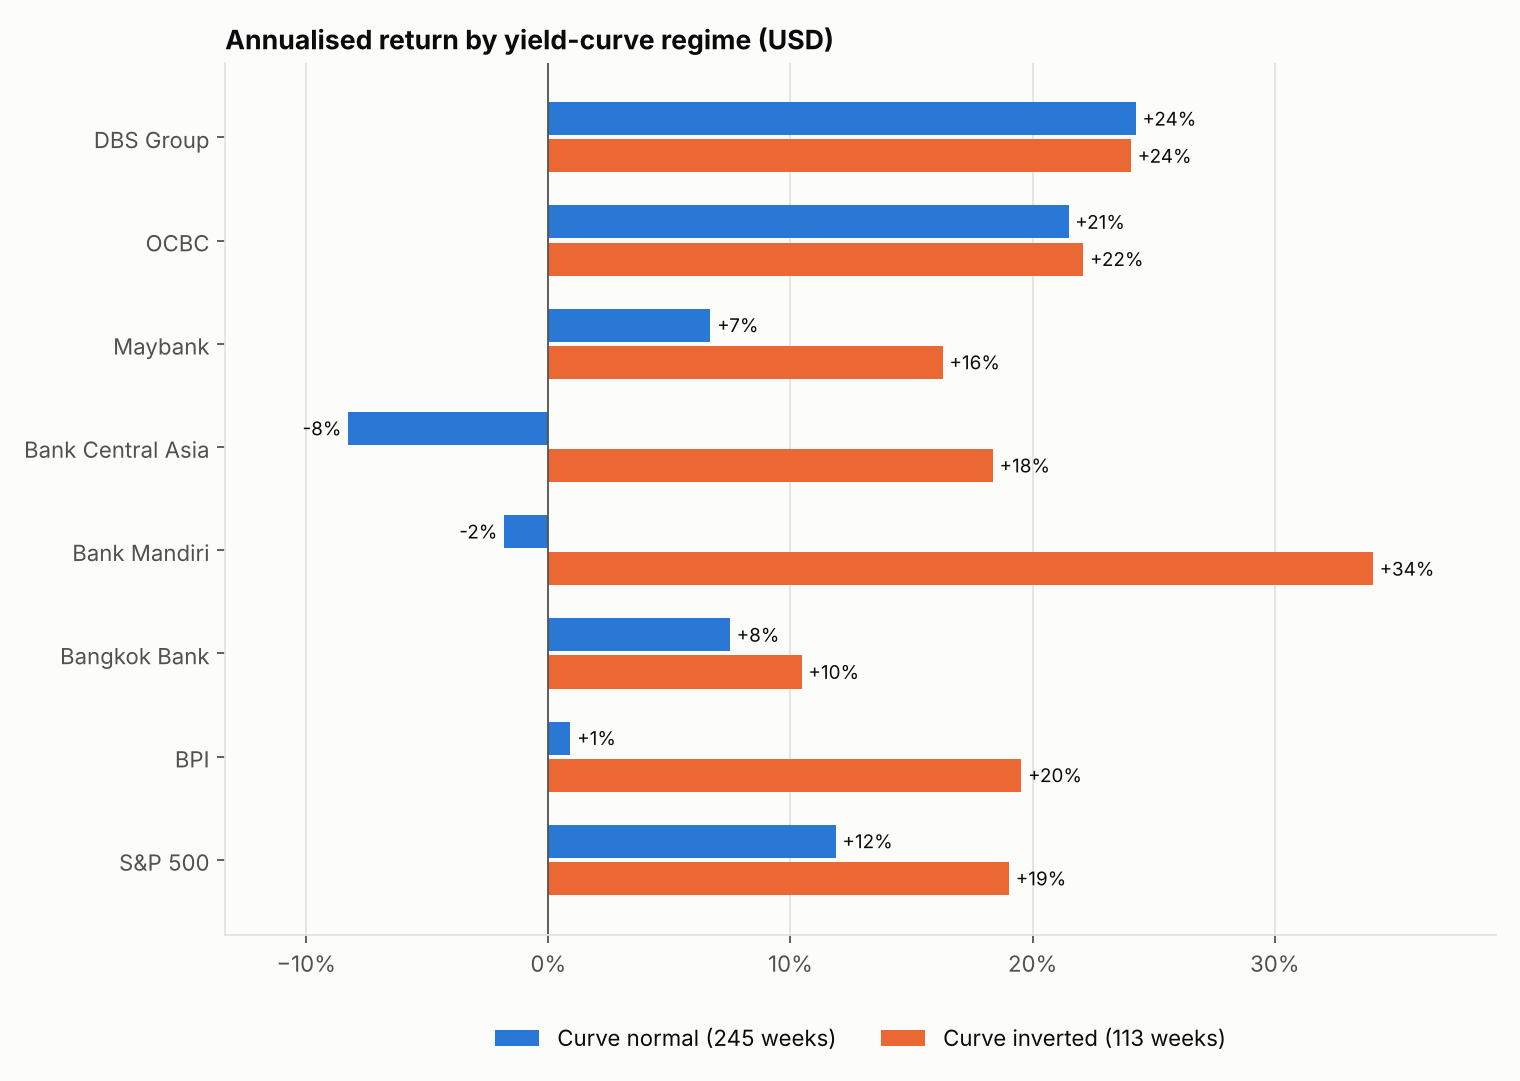 Annualised return by yield-curve regime (USD)
DBS Group
+24%
+24%
OCBC
+21%
+22%
Maybank
+7%
+16%
Bank Central Asia
-8%
+18%
Bank Mandiri
-2%
+34%
Bangkok Bank
+8%
+10%
BPI
+1%
+20%
S&P 500
+12%
+19%
−10% 0% 10% 20% 30%
Curve normal (245 weeks) Curve inverted (113 weeks)